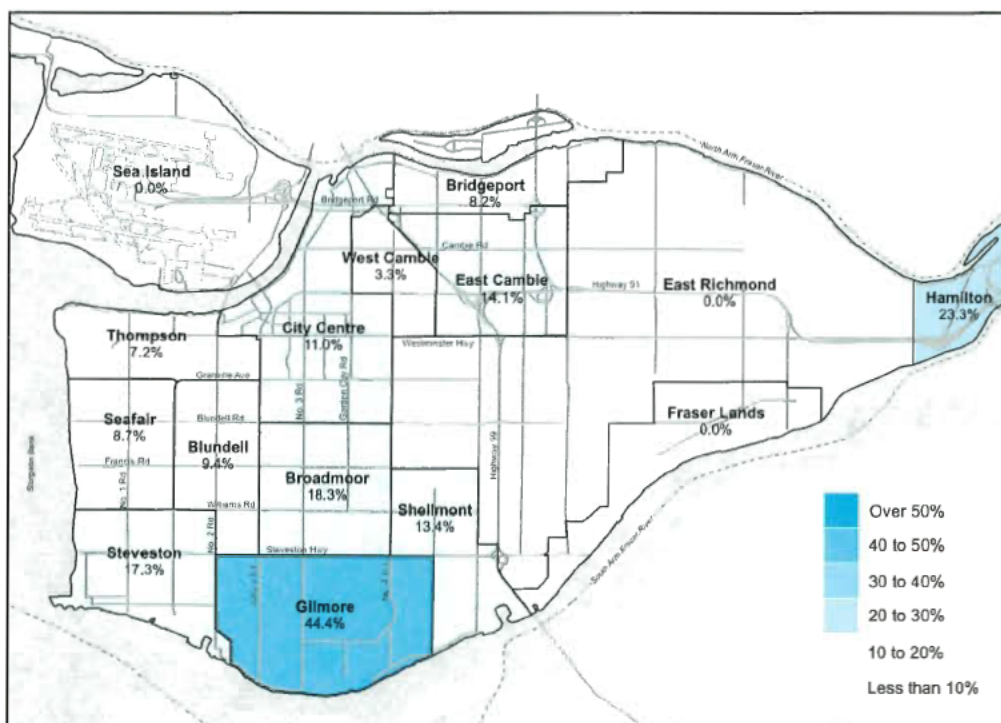 North Arm Fraser River
Sea Island
0.0%
Bridgeport
8.2%
Bridgeport Rd
Cambie Rd
West Cambie
3.3%
East Cambie
14.1%
Highway 91
East Richmond
0.0%
Hamilton
23.3%
Thompson
7.2%
City Centre
11.0%
Westminster Hwy
Granville Ave
No. 3 Rd
Garden City Rd
Seafair
8.7%
Blundell Rd
Blundell
9.4%
Fraser Lands
0.0%
Highway 99
Francis Rd
Sturgeon Bank
No. 1 Rd
Broadmoor
18.3%
Shellmont
13.4%
Williams Rd
No. 2 Rd
Steveston
17.3%
Steveston Hwy
South Arm Fraser River
Gilmore
44.4%
Over 50%
40 to 50%
30 to 40%
20 to 30%
10 to 20%
Less than 10%